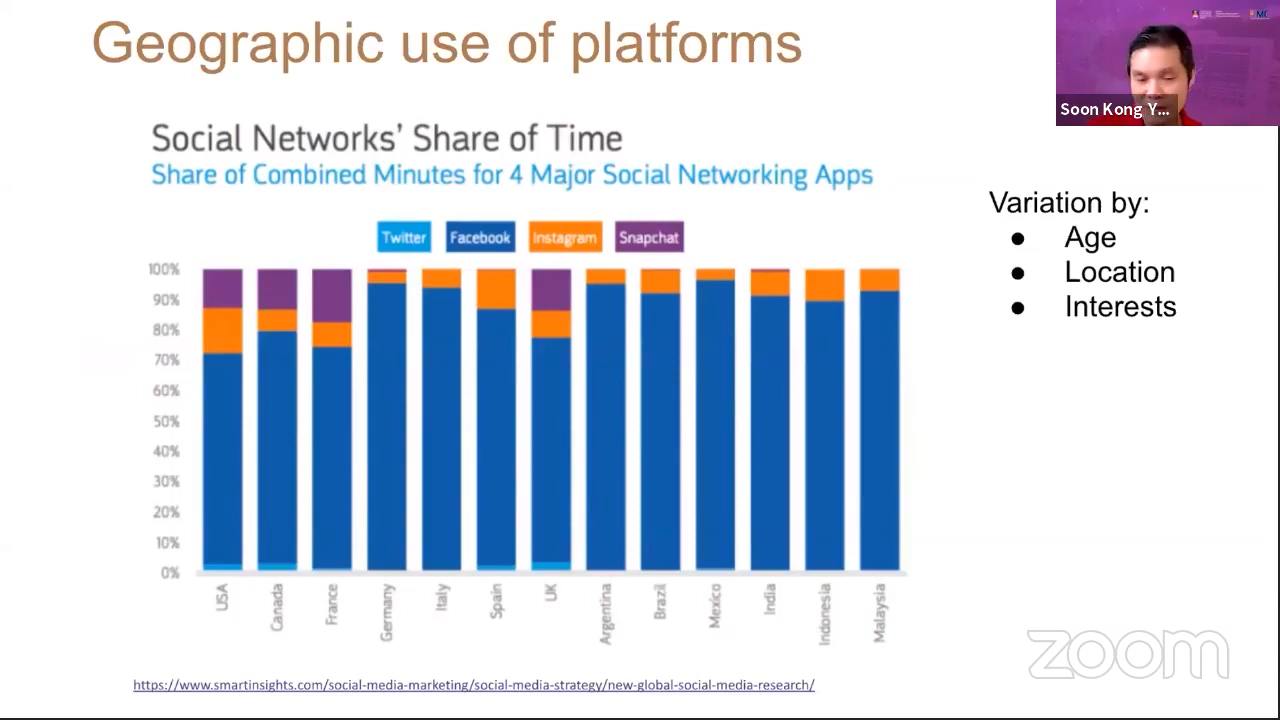 Geographic use of platforms
Soon Kong Y...
Social Networks' Share of Time
Share of Combined Minutes for 4 Major Social Networking Apps
Twitter Facebook Instagram Snapchat
100%
90%
80%
70%
60%
50%
40%
30%
20%
10%
0%
USA Canada France Germany Italy Spain UK Argentina Brazil Mexico India Indonesia Malaysia
Variation by:
● Age
● Location
● Interests
https://www.smartinsights.com/social-media-marketing/social-media-strategy/new-global-social-media-research/
zoom